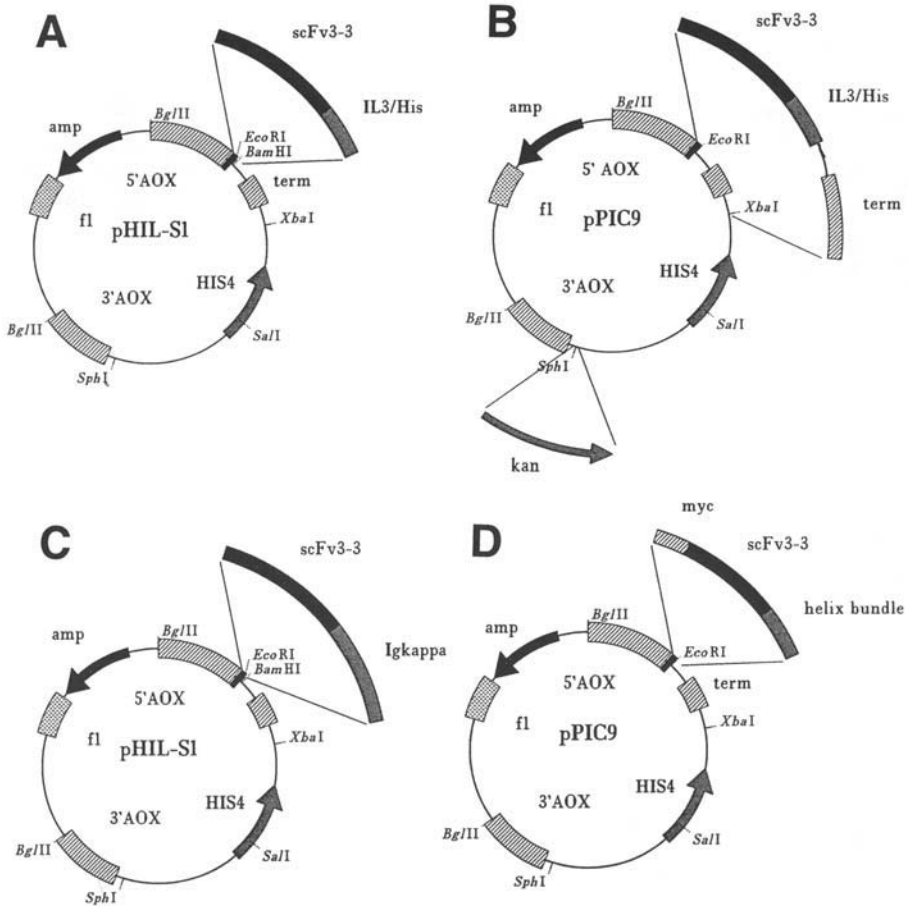 A
scFv3-3
IL3/His
BglII
amp
EcoRI
BamHI
5'AOX
term
f1
pHIL-S1
XbaI
3'AOX
HIS4
BglII
SalI
SphI
B
scFv3-3
IL3/His
BglII
amp
EcoRI
5' AOX
term
f1
pPIC9
XbaI
HIS4
3'AOX
BglII
SalI
SphI
kan
C
scFv3-3
Igkappa
BglII
amp
EcoRI
BamHI
5'AOX
f1
pHIL-S1
XbaI
HIS4
3'AOX
BglII
SalI
SphI
D
myc
scFv3-3
helix bundle
BglII
amp
EcoRI
term
5'AOX
f1
pPIC9
XbaI
HIS4
3'AOX
BglII
SalI
SphI